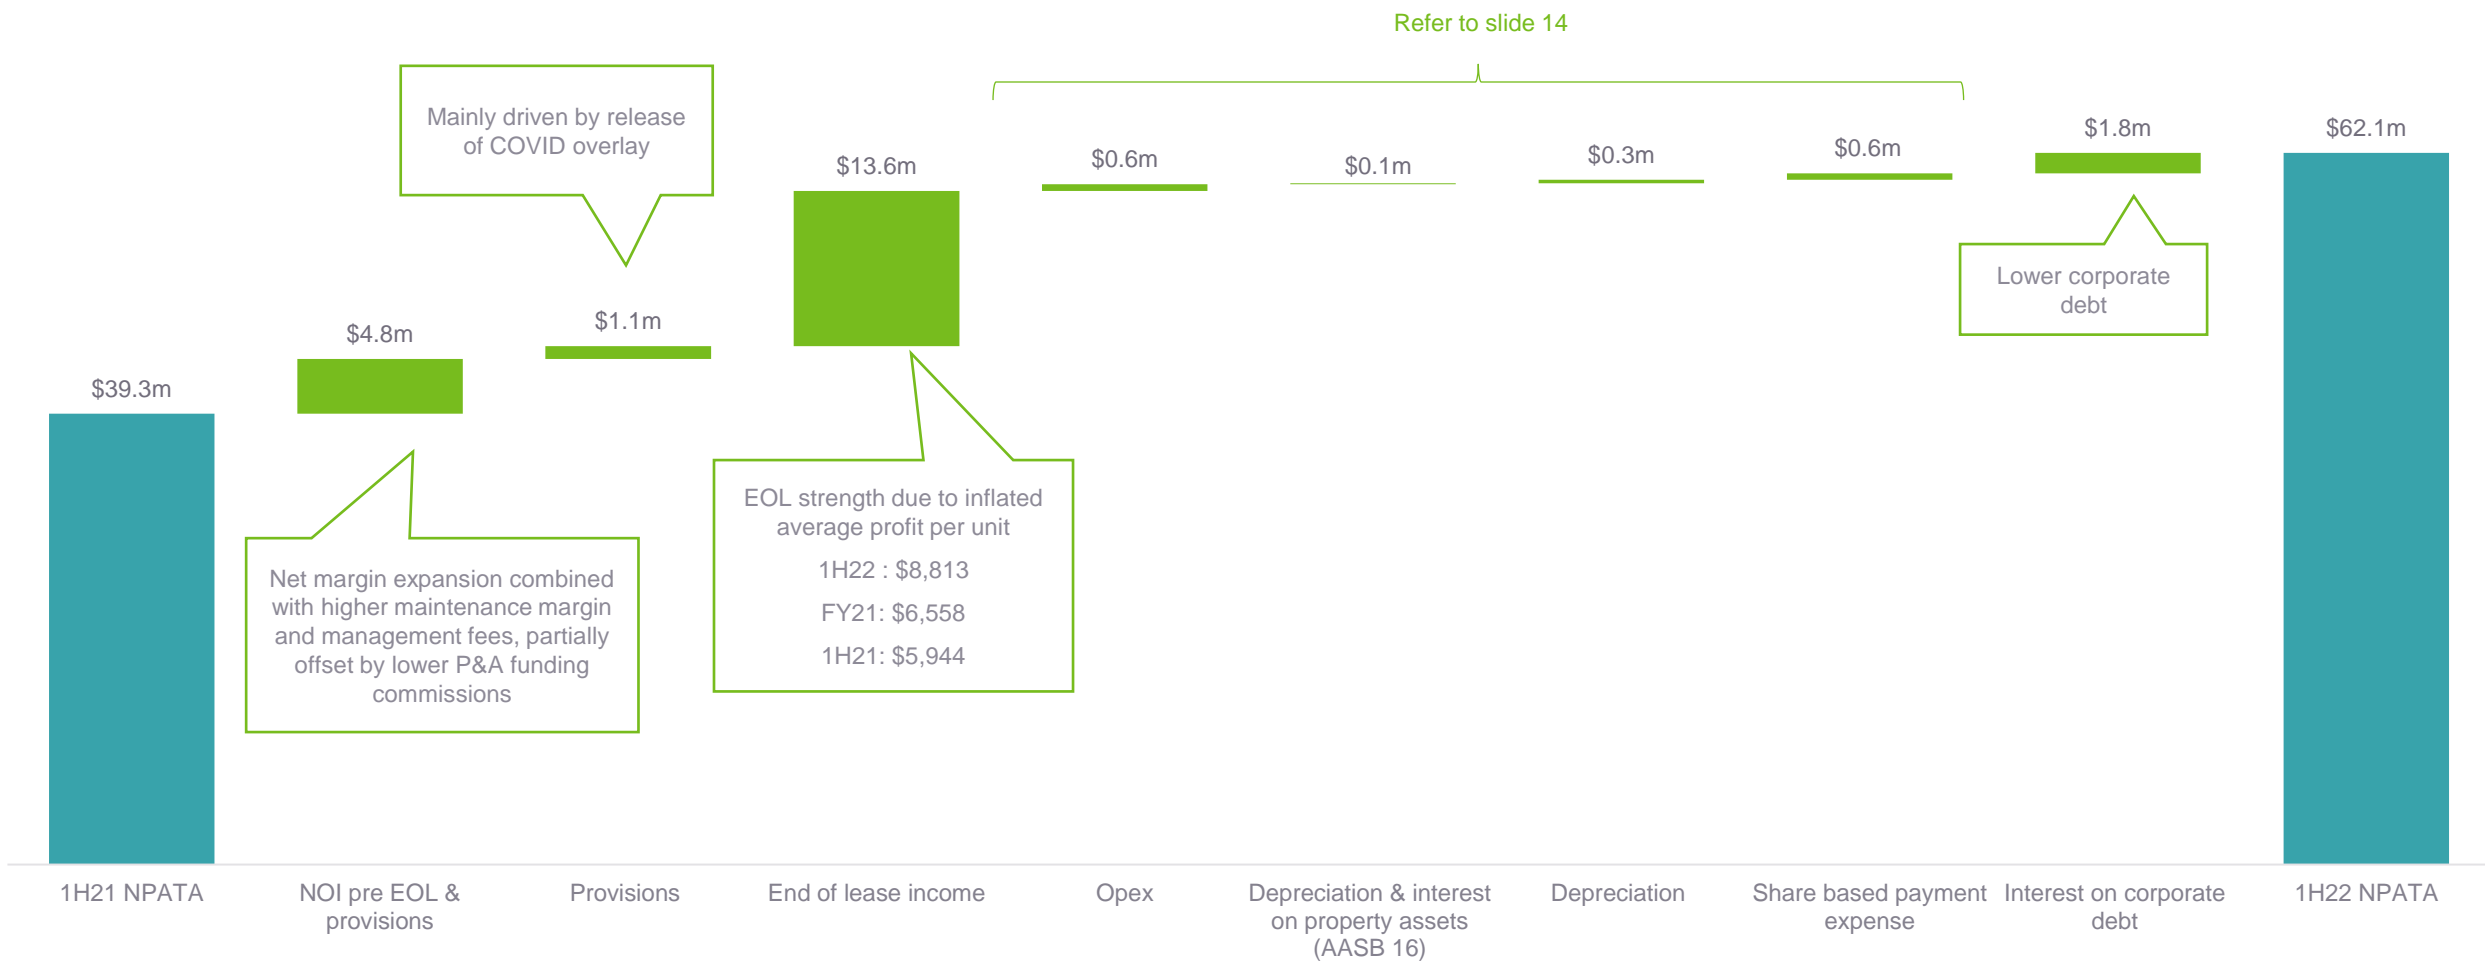 Refer to slide 14
Mainly driven by release
of COVID overlay
$39.3m
$4.8m
$1.1m
$13.6m
$0.6m
$0.1m
$0.3m
$0.6m
$1.8m
$62.1m
Lower corporate
debt
EOL strength due to inflated
average profit per unit
1H22 : $8,813
FY21: $6,558
1H21: $5,944
Net margin expansion combined
with higher maintenance margin
and management fees, partially
offset by lower P&A funding
commissions
1H21 NPATA
NOI pre EOL &
provisions
Provisions
End of lease income
Opex
Depreciation & interest
on property assets
(AASB 16)
Depreciation
Share based payment
expense
Interest on corporate
debt
1H22 NPATA